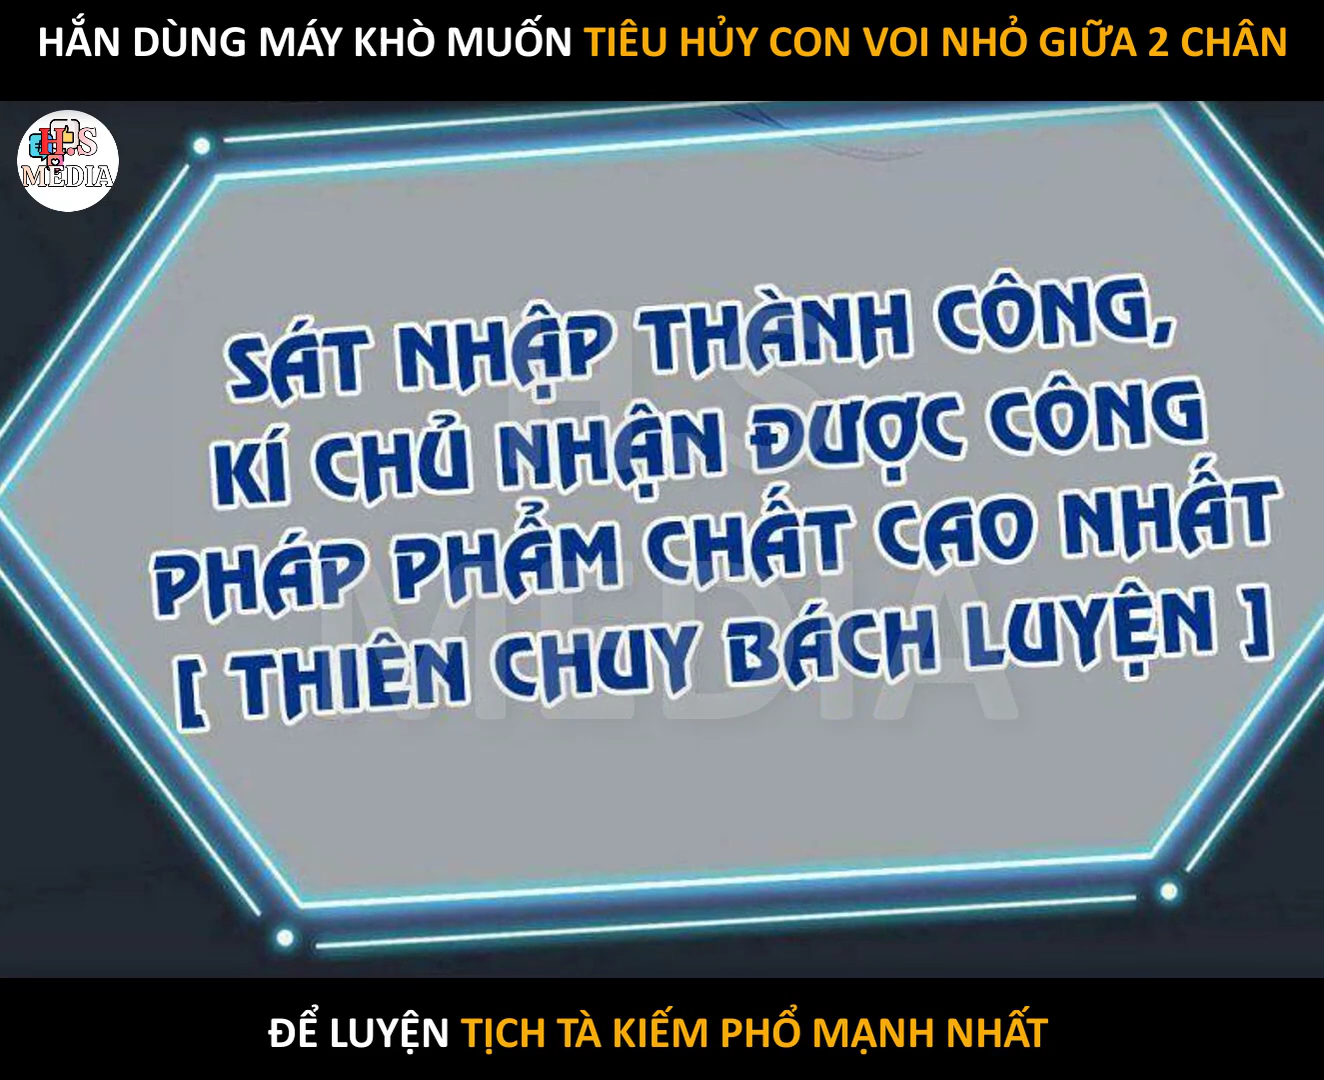 HẮN DÙNG MÁY KHÒ MUỐN TIÊU HỦY CON VOI NHỎ GIỮA 2 CHÂN
H.S
MEDIA
SÁT NHẬP THÀNH CÔNG,
KÍ CHỦ NHẬN ĐƯỢC CÔNG
PHÁP PHẨM CHẤT CAO NHẤT
[ THIÊN CHUY BÁCH LUYỆN ]
H.S
MEDIA
ĐỂ LUYỆN TỊCH TÀ KIẾM PHỔ MẠNH NHẤT